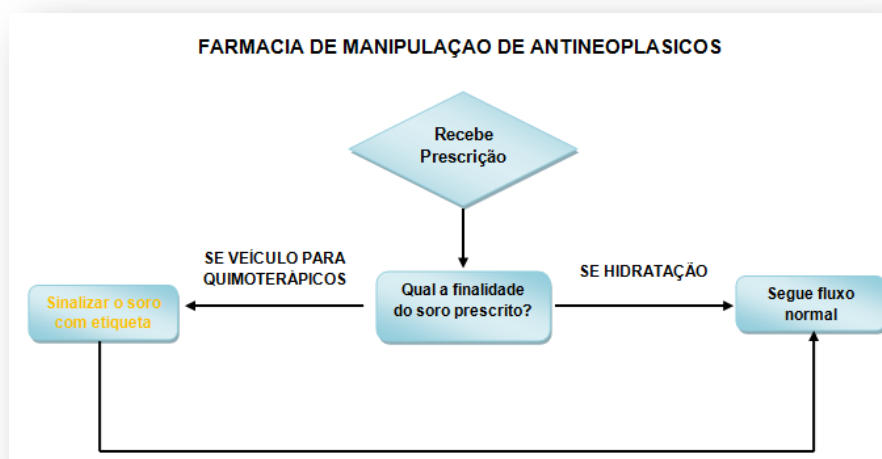 FARMACIA DE MANIPULAÇAO DE ANTINEOPLASICOS
Recebe
Prescrição
SE VEÍCULO PARA
QUIMOTERÀPICOS
Qual a finalidade
do soro prescrito?
SE HIDRATAÇÃO
Sinalizar o soro
com etiqueta
Segue fluxo
normal